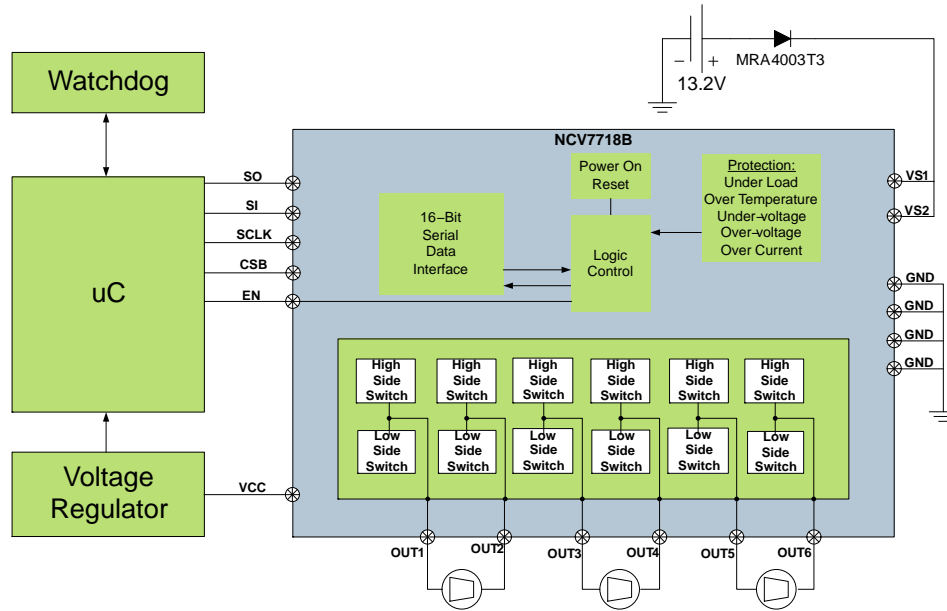 MRA4003T3
− +
13.2V
Watchdog
NCV7718B
uC
SO
SI
SCLK
CSB
EN
Power On
Reset
Protection:
Under Load
Over Temperature
Under−voltage
Over−voltage
Over Current
16−Bit
Serial
Data
Interface
Logic
Control
VS1
VS2
GND
GND
GND
GND
High
Side
Switch
High
Side
Switch
High
Side
Switch
High
Side
Switch
High
Side
Switch
High
Side
Switch
Low
Side
Switch
Low
Side
Switch
Low
Side
Switch
Low
Side
Switch
Low
Side
Switch
Low
Side
Switch
Voltage
Regulator
VCC
OUT1
OUT2
OUT3
OUT4
OUT5
OUT6